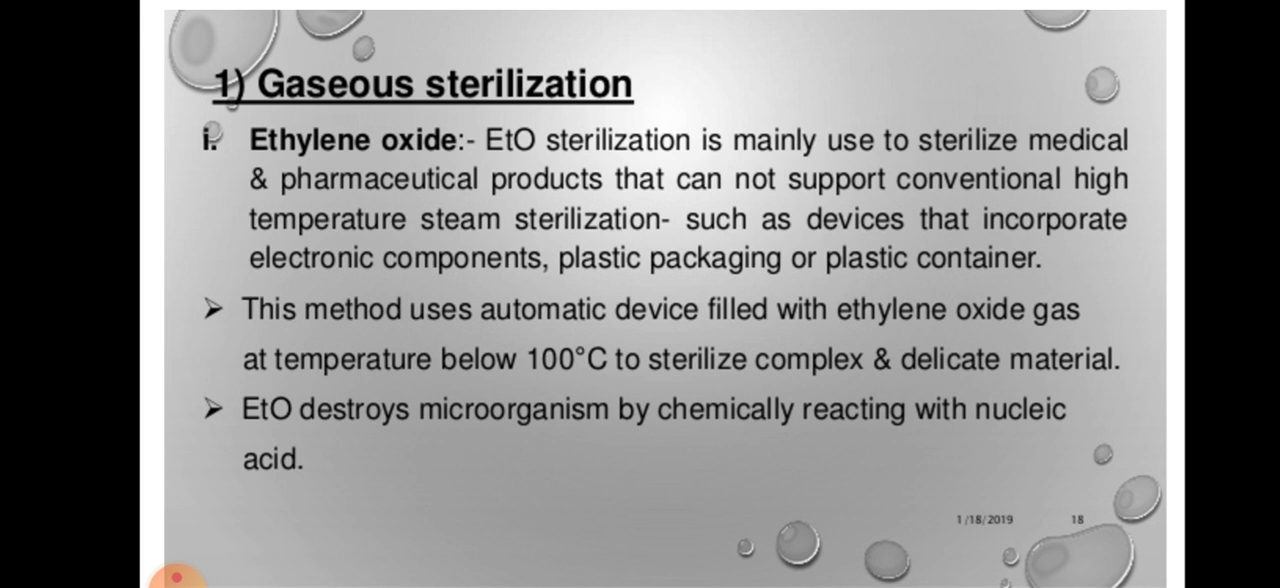 1) Gaseous sterilization
i. Ethylene oxide:- EtO sterilization is mainly use to sterilize medical
& pharmaceutical products that can not support conventional high
temperature steam sterilization- such as devices that incorporate
electronic components, plastic packaging or plastic container.
➢ This method uses automatic device filled with ethylene oxide gas
at temperature below 100°C to sterilize complex & delicate material.
➢ EtO destroys microorganism by chemically reacting with nucleic
acid.
1/18/2019 18